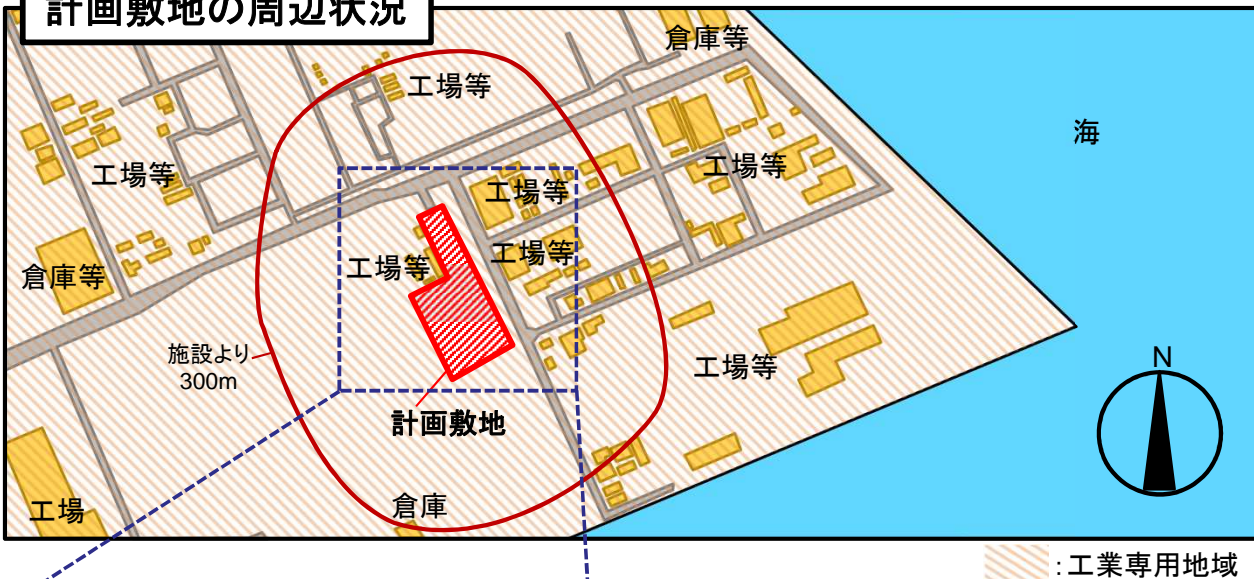 計画敷地の周辺状況
倉庫等
工場等
海
工場等
工場等
工場等
工場等
工場等
倉庫等
施設より
300m
工場等
N
計画敷地
倉庫
工場
:工業専用地域